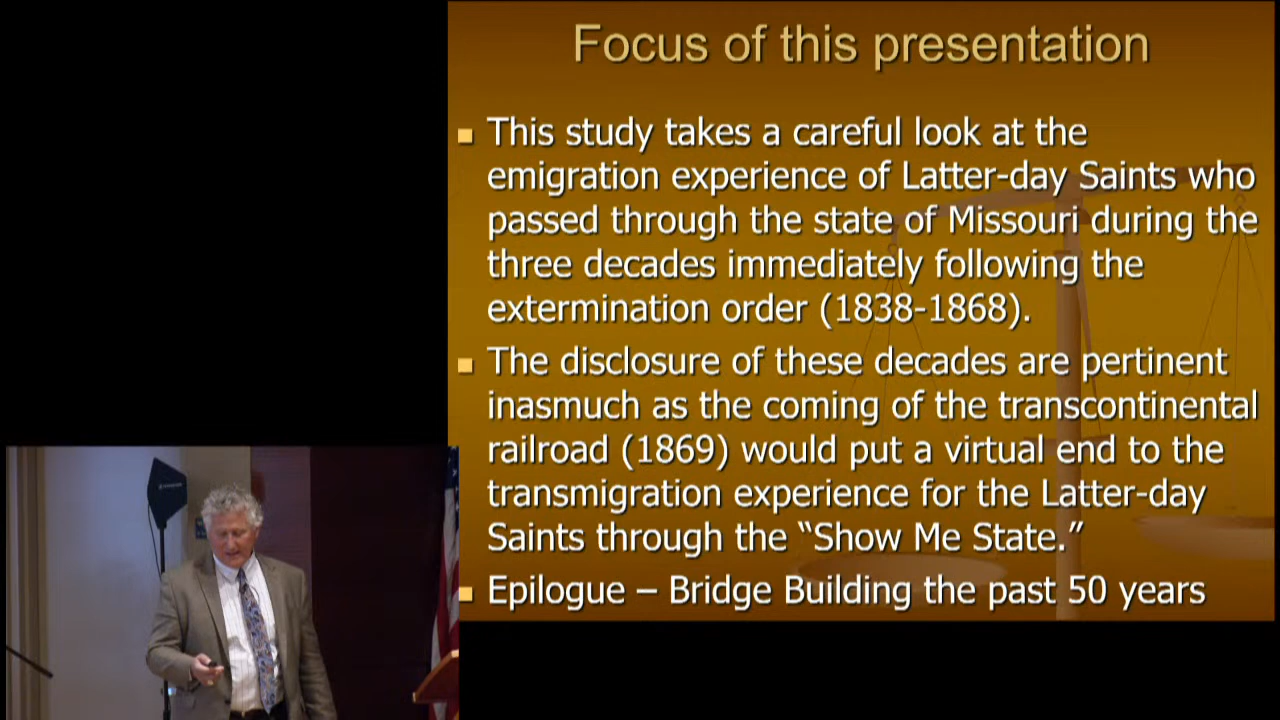 Focus of this presentation
This study takes a careful look at the
emigration experience of Latter-day Saints who
passed through the state of Missouri during the
three decades immediately following the
extermination order (1838-1868).
The disclosure of these decades are pertinent
inasmuch as the coming of the transcontinental
railroad (1869) would put a virtual end to the
transmigration experience for the Latter-day
Saints through the “Show Me State.”
Epilogue – Bridge Building the past 50 years